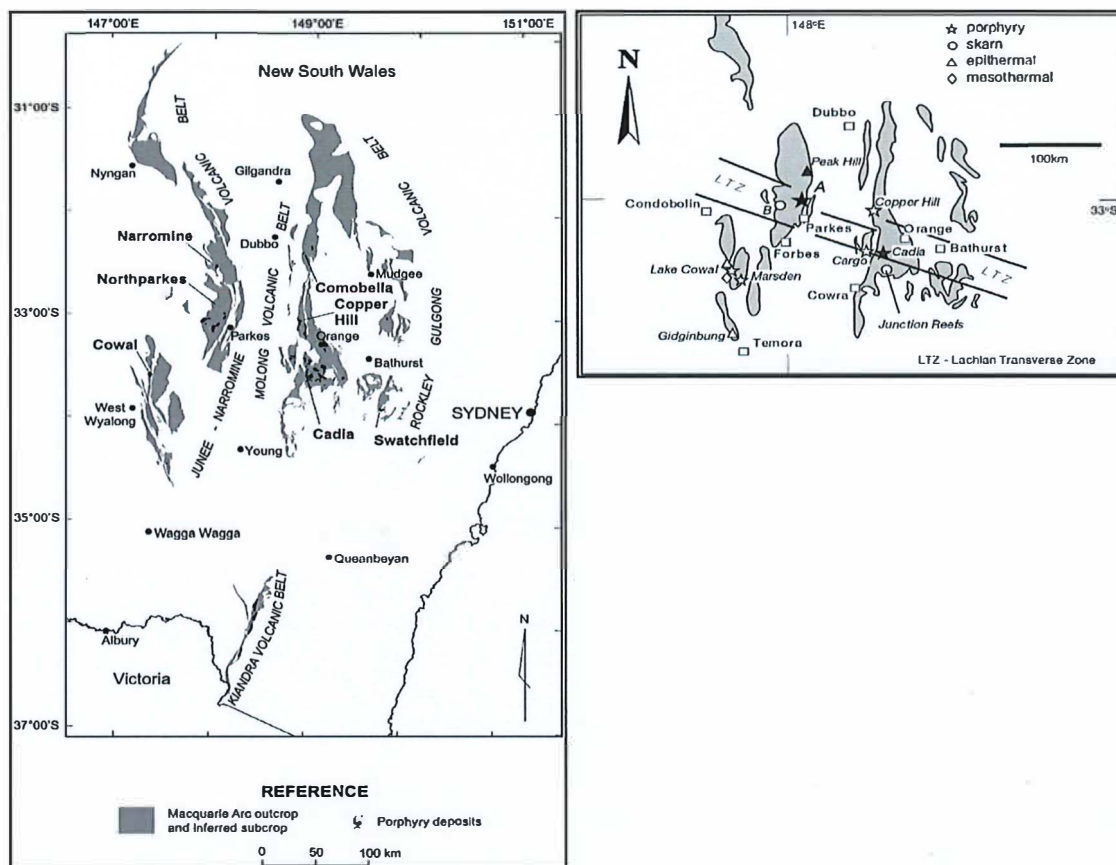 147°00'E
149°00'E
151°00'E
New South Wales
31°00'S
BELT
VOLCANIC
Nyngan
Gilgandra
BELT
BELT
VOLCANIC
Dubbo
Narromine
Mudgee
Northparkes
Comobella
Copper
Hill
VOLCANIC
GULGONG
33°00'S
Parkes
Orange
Cowal
Bathurst
NARROMINE
MOLONG
ROCKLEY
West
Wyalong
SYDNEY
JUNEE -
Cadia
Swatchfield
Young
Wollongong
35°00'S
Wagga Wagga
Queanbeyan
KIANDRA VOLCANIC BELT
N
Albury
Victoria
37°00'S
REFERENCE
Macquarie Arc outcrop
and Inferred subcrop
Porphyry deposits
0 50 100 km
148°E
porphyry
skarn
epithermal
mesothermal
N
Dubbo
100km
Peak Hill
LTZ
A
Condobolin
B
Copper Hill
33°S
Parkes
Orange
Forbes
Bathurst
Cargo
Cadia
Lake Cowal
Marsden
LTZ
Cowra
Junction Reefs
Gidginbung
Temora
LTZ - Lachlan Transverse Zone